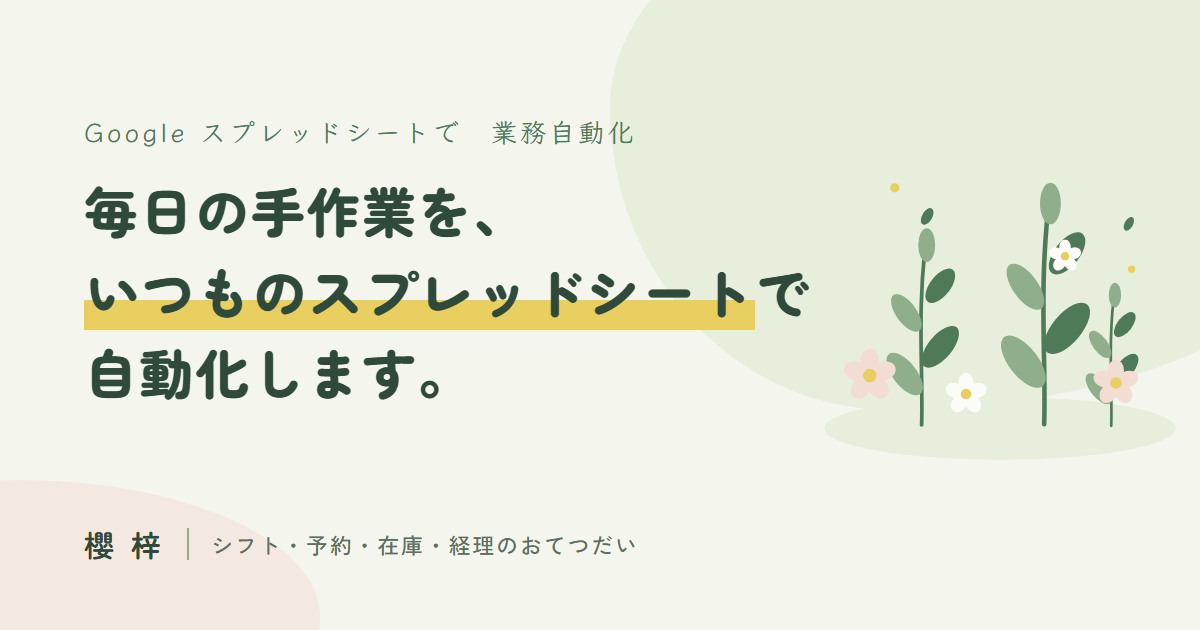 Google スプレッドシートで　業務自動化
毎日の手作業を、
いつものスプレッドシートで
自動化します。
櫻 梓
シフト・予約・在庫・経理のおてつだい